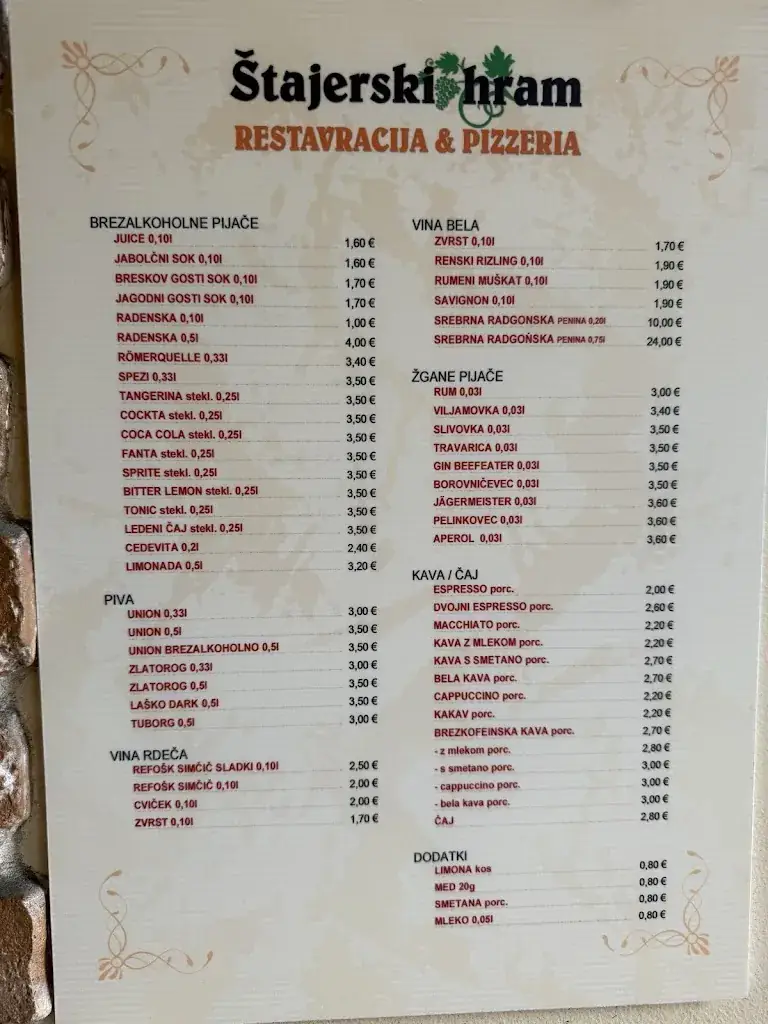 Štajerski hram
RESTAVRACIJA & PIZZERIA
BREZALKOHOLNE PIJAČE
JUICE 0,10l 1,60 €
JABOLČNI SOK 0,10l 1,60 €
BRESKOV GOSTI SOK 0,10l 1,70 €
JAGODNI GOSTI SOK 0,10l 1,70 €
RADENSKA 0,10l 1,00 €
RADENSKA 0,5l 4,00 €
RÖMERQUELLE 0,33l 3,40 €
SPEZI 0,33l 3,50 €
TANGERINA stekl. 0,25l 3,50 €
COCKTA stekl. 0,25l 3,50 €
COCA COLA stekl. 0,25l 3,50 €
FANTA stekl. 0,25l 3,50 €
SPRITE stekl. 0,25l 3,50 €
BITTER LEMON stekl. 0,25l 3,50 €
TONIC stekl. 0,25l 3,50 €
LEDENI ČAJ stekl. 0,25l 3,50 €
CEDEVITA 0,2l 2,40 €
LIMONADA 0,5l 3,20 €
PIVA
UNION 0,33l 3,00 €
UNION 0,5l 3,50 €
UNION BREZALKOHOLNO 0,5l 3,50 €
ZLATOROG 0,33l 3,00 €
ZLATOROG 0,5l 3,50 €
LAŠKO DARK 0,5l 3,50 €
TUBORG 0,5l 3,00 €
VINA RDEČA
REFOŠK SIMČIČ SLADKI 0,10l 2,50 €
REFOŠK SIMČIČ 0,10l 2,00 €
CVIČEK 0,10l 2,00 €
ZVRST 0,10l 1,70 €
VINA BELA
ZVRST 0,10l 1,70 €
RENSKI RIZLING 0,10l 1,90 €
RUMENI MUŠKAT 0,10l 1,90 €
SAVIGNON 0,10l 1,90 €
SREBRNA RADGONSKA PENINA 0,20l 10,00 €
SREBRNA RADGOŃSKA PENINA 0,75l 24,00 €
ŽGANE PIJAČE
RUM 0,03l 3,00 €
VILJAMOVKA 0,03l 3,40 €
SLIVOVKA 0,03l 3,50 €
TRAVARICA 0,03l 3,50 €
GIN BEEFEATER 0,03l 3,50 €
BOROVNIČEVEC 0,03l 3,50 €
JÄGERMEISTER 0,03l 3,60 €
PELINKOVEC 0,03l 3,60 €
APEROL 0,03l 3,60 €
KAVA / ČAJ
ESPRESSO porc. 2,00 €
DVOJNI ESPRESSO porc. 2,60 €
MACCHIATO porc. 2,20 €
KAVA Z MLEKOM porc. 2,20 €
KAVA S SMETANO porc. 2,70 €
BELA KAVA porc. 2,70 €
CAPPUCCINO porc. 2,20 €
KAKAV porc. 2,20 €
BREZKOFEINSKA KAVA porc. 2,70 €
- z mlekom porc. 2,80 €
- s smetano porc. 3,00 €
- cappuccino porc. 3,00 €
- bela kava porc. 3,00 €
ČAJ 2,80 €
DODATKI
LIMONA kos 0,80 €
MED 20g 0,80 €
SMETANA porc. 0,80 €
MLEKO 0,05l 0,80 €